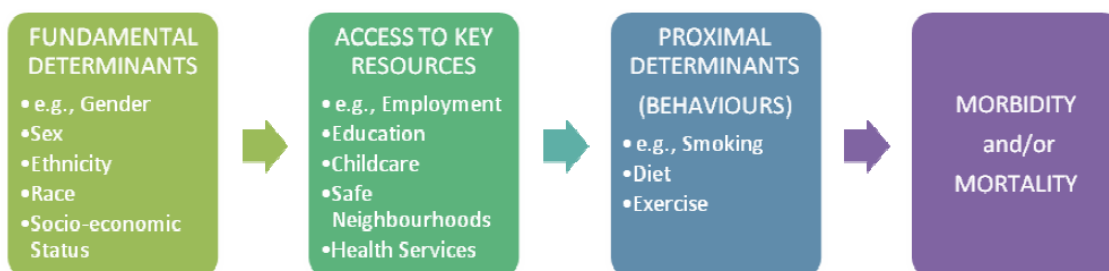 FUNDAMENTAL
DETERMINANTS
• e.g., Gender
•Sex
•Ethnicity
•Race
•Socio-economic
Status
ACCESS TO KEY
RESOURCES
• e.g., Employment
•Education
•Childcare
•Safe
Neighbourhoods
•Health Services
PROXIMAL
DETERMINANTS
(BEHAVIOURS)
• e.g., Smoking
•Diet
•Exercise
MORBIDITY
and/or
MORTALITY